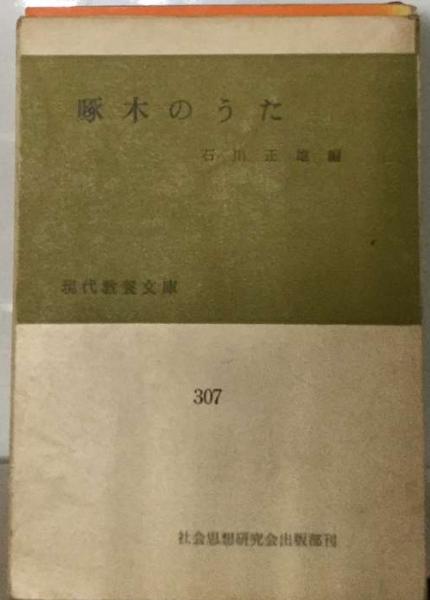 啄木のうた
石川正雄編
現代教養文庫
307
社会思想研究会出版部刊